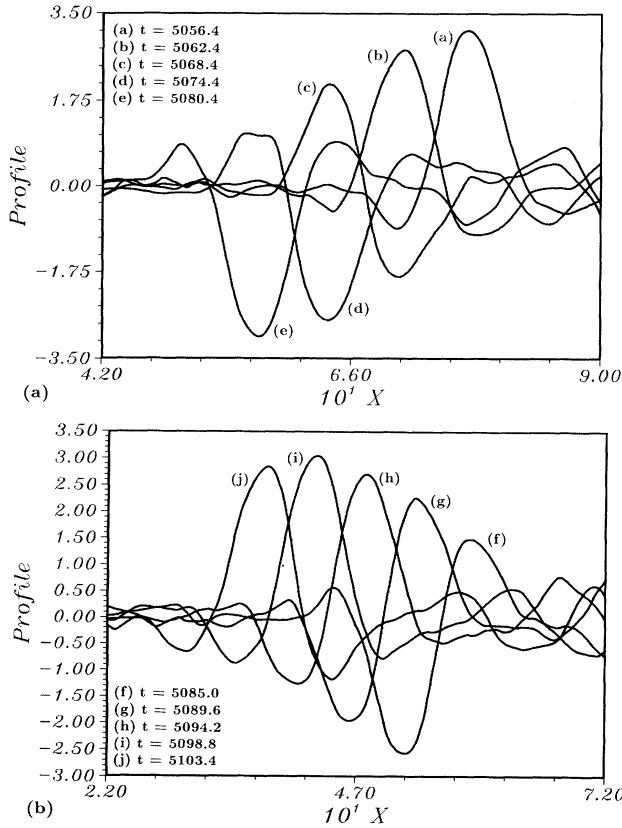 3.50
(a) t = 5056.4
(b) t = 5062.4
(c) t = 5068.4
(d) t = 5074.4
(e) t = 5080.4
(a)
(b)
(c)
1.75
Profile
0.00
−1.75
(d)
(e)
−3.50
4.20 6.60 9.00
(a) 10¹ X
3.50
3.00
(i)
(j) (h)
2.50
(g)
2.00
1.50
(f)
1.00
0.50
Profile
0.00
−0.50
−1.00
−1.50
(f) t = 5085.0
(g) t = 5089.6
(h) t = 5094.2
(i) t = 5098.8
(j) t = 5103.4
−2.00
−2.50
−3.00
2.20 4.70 7.20
(b) 10¹ X